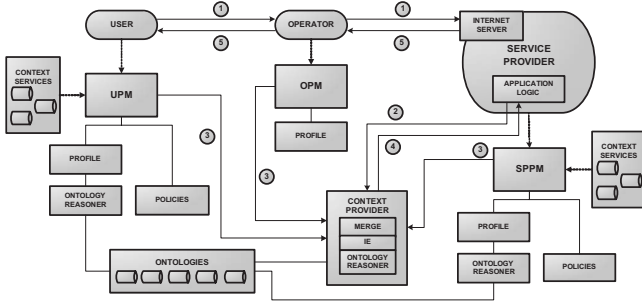 USER
1
OPERATOR
1
INTERNET
SERVER
5
5
SERVICE
PROVIDER
APPLICATION
LOGIC
CONTEXT
SERVICES
UPM
OPM
PROFILE
2
4
3
3
3
PROFILE
ONTOLOGY
REASONER
POLICIES
CONTEXT
PROVIDER
MERGE
IE
ONTOLOGY
REASONER
SPPM
CONTEXT
SERVICES
PROFILE
ONTOLOGY
REASONER
POLICIES
ONTOLOGIES